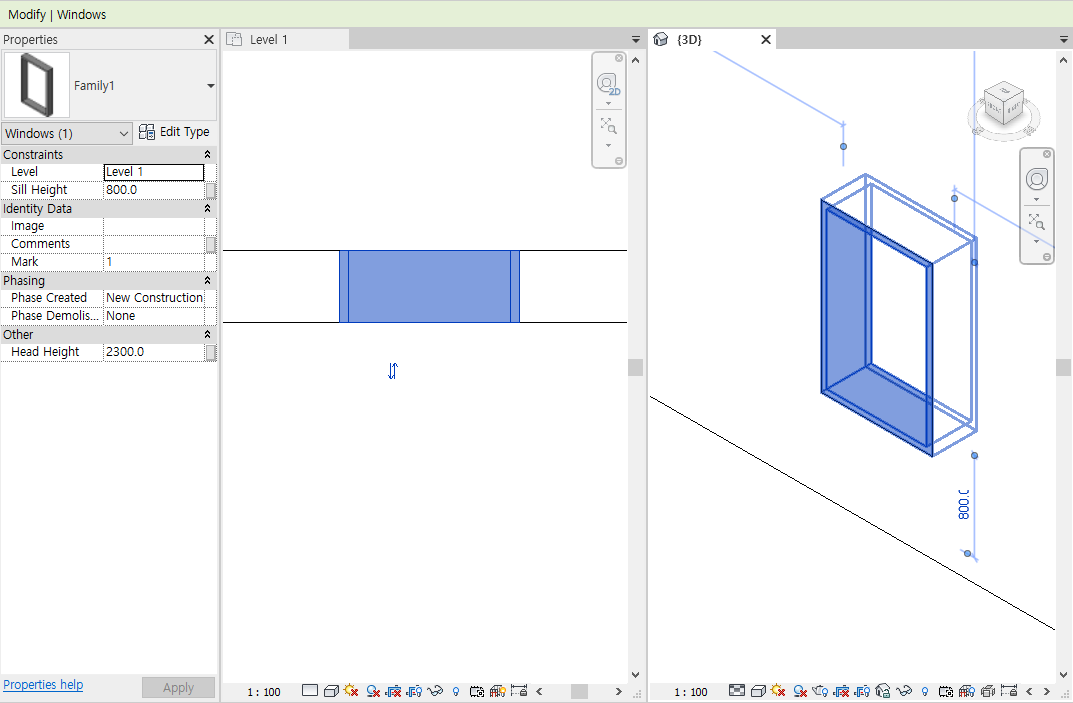 Modify | Windows
Properties
Family1
Windows (1)
Edit Type
Constraints
Level
Level 1
Sill Height
800.0
Identity Data
Image
Comments
Mark
1
Phasing
Phase Created
New Construction
Phase Demolis...
None
Other
Head Height
2300.0
Properties help
Apply
Level 1
2D
1 : 100
{3D}
800.0
1 : 100